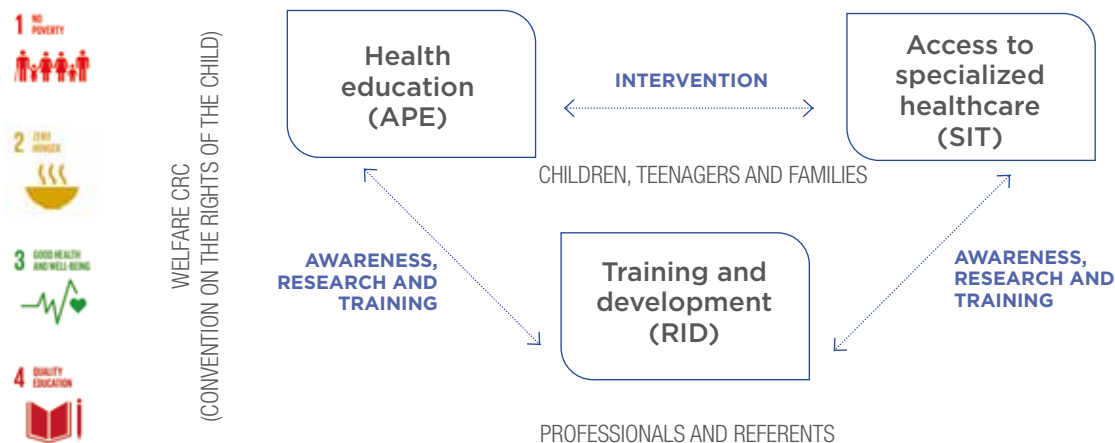 1 NO
POVERTY
2 ZERO
HUNGER
3 GOOD HEALTH
AND WELL-BEING
4 QUALITY
EDUCATION
WELFARE CRC
(CONVENTION ON THE RIGHTS OF THE CHILD)
Health
education
(APE)
INTERVENTION
Access to
specialized
healthcare
(SIT)
CHILDREN, TEENAGERS AND FAMILIES
AWARENESS,
RESEARCH AND
TRAINING
Training and
development
(RID)
AWARENESS,
RESEARCH AND
TRAINING
PROFESSIONALS AND REFERENTS